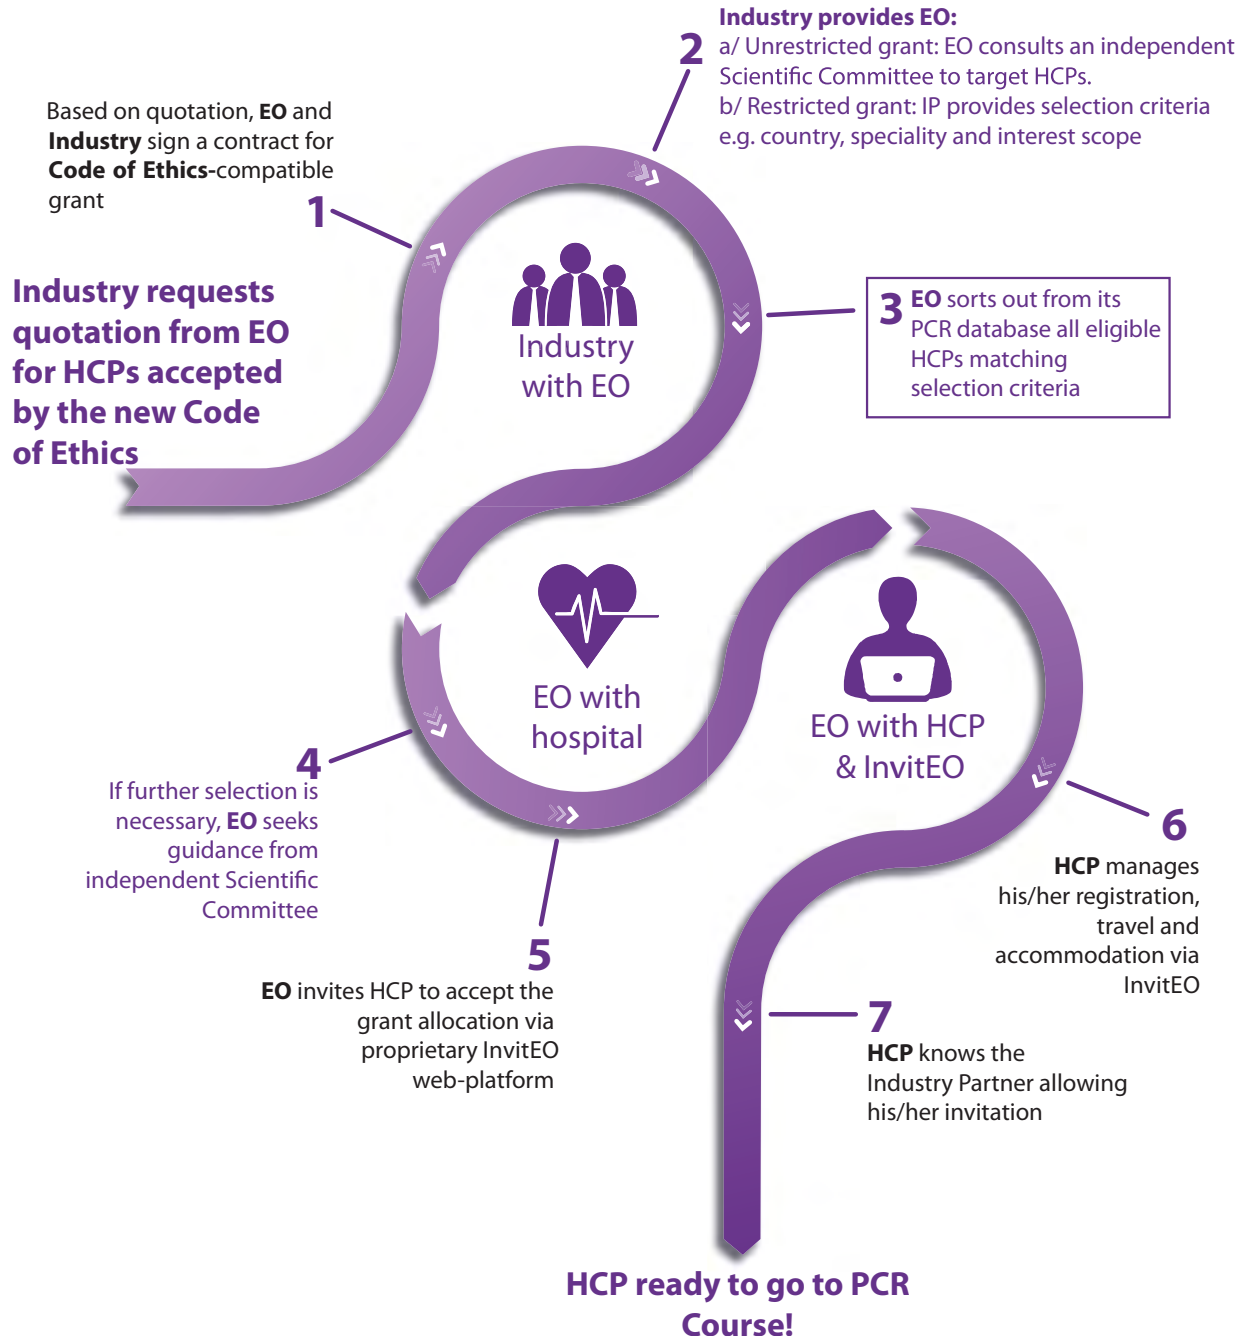 Industry requests
quotation from EO
for HCPs accepted
by the new Code
of Ethics
Based on quotation, EO and
Industry sign a contract for
Code of Ethics-compatible
grant
1
2
Industry provides EO:
a/ Unrestricted grant: EO consults an independent
Scientific Committee to target HCPs.
b/ Restricted grant: IP provides selection criteria
e.g. country, speciality and interest scope
Industry
with EO
3
EO sorts out from its
PCR database all eligible
HCPs matching
selection criteria
EO with
hospital
4
If further selection is
necessary, EO seeks
guidance from
independent Scientific
Committee
5
EO invites HCP to accept the
grant allocation via
proprietary InvitEO
web-platform
EO with HCP
& InvitEO
6
HCP manages
his/her registration,
travel and
accommodation via
InvitEO
7
HCP knows the
Industry Partner allowing
his/her invitation
HCP ready to go to PCR
Course!